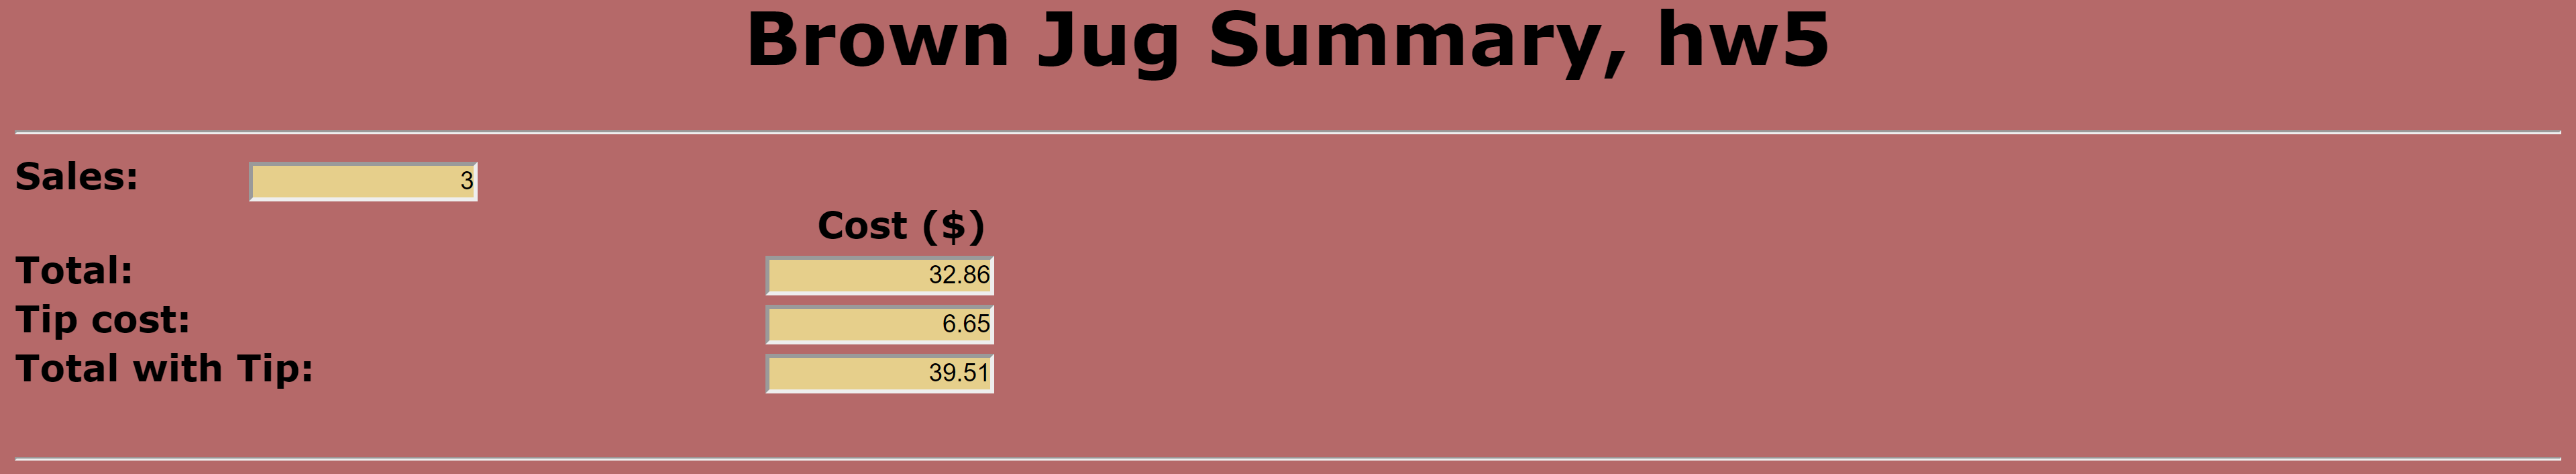 Brown Jug Summary, hw5
Sales: 3
Cost ($)
Total: 32.86
Tip cost: 6.65
Total with Tip: 39.51